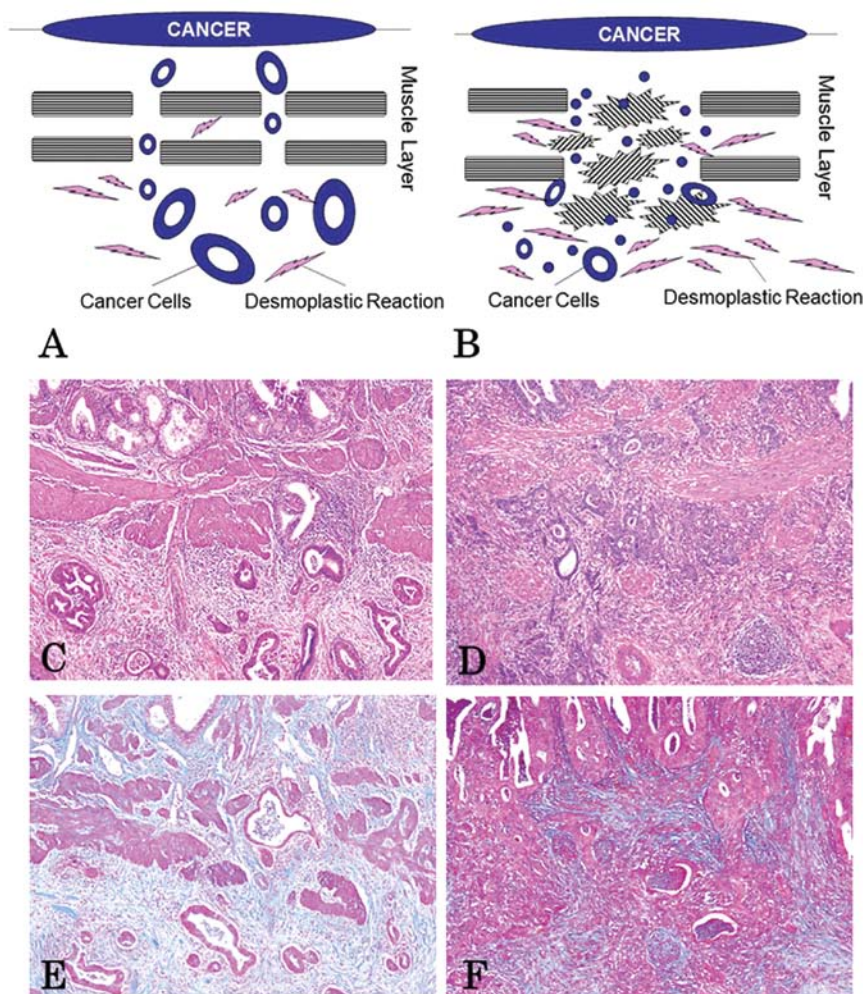 CANCER
Muscle Layer
Cancer Cells
Desmoplastic Reaction
A
CANCER
Muscle Layer
Cancer Cells
Desmoplastic Reaction
B
C
D
E
F